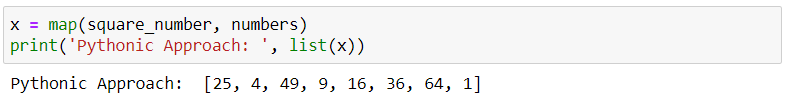 x = map(square_number, numbers)
print('Pythonic Approach: ', list(x))
Pythonic Approach:  [25, 4, 49, 9, 16, 36, 64, 1]